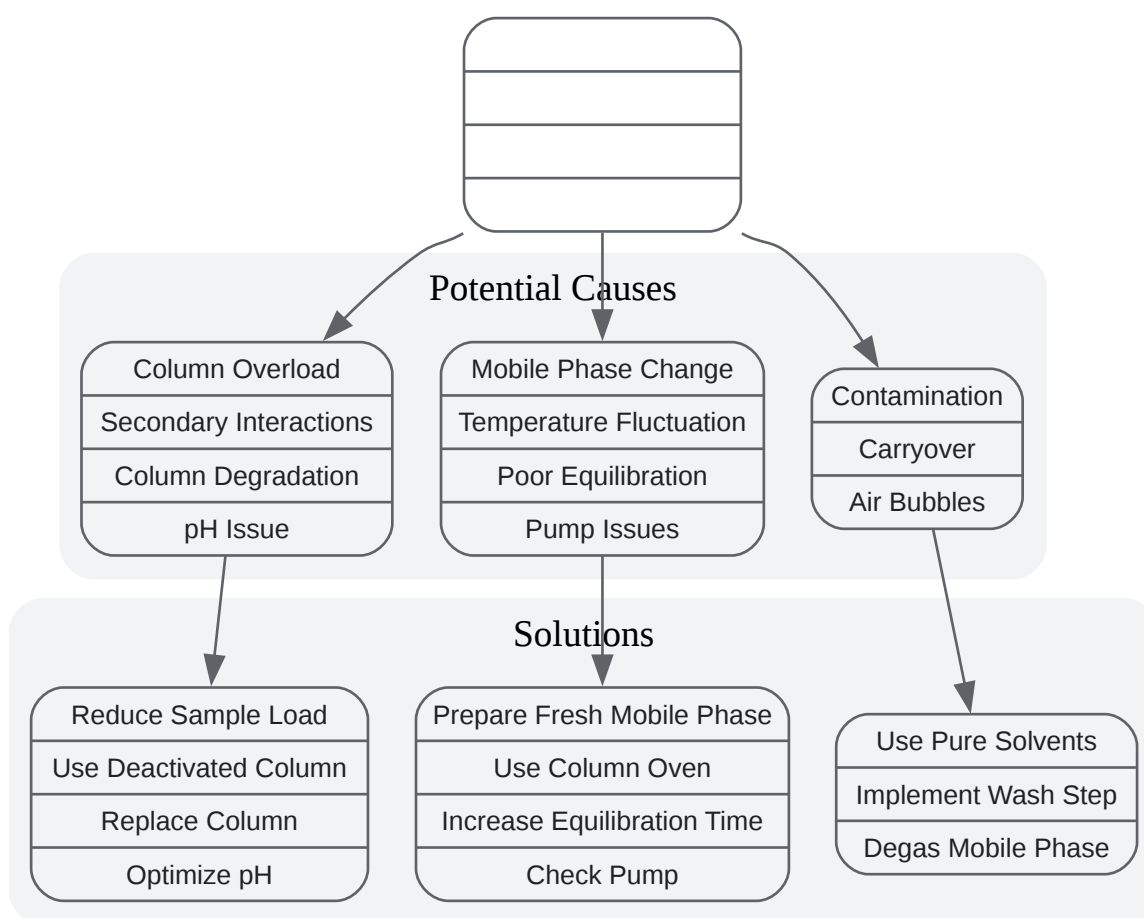 Potential Causes
Column Overload
Secondary Interactions
Column Degradation
pH Issue
Mobile Phase Change
Temperature Fluctuation
Poor Equilibration
Pump Issues
Contamination
Carryover
Air Bubbles
Solutions
Reduce Sample Load
Use Deactivated Column
Replace Column
Optimize pH
Prepare Fresh Mobile Phase
Use Column Oven
Increase Equilibration Time
Check Pump
Use Pure Solvents
Implement Wash Step
Degas Mobile Phase